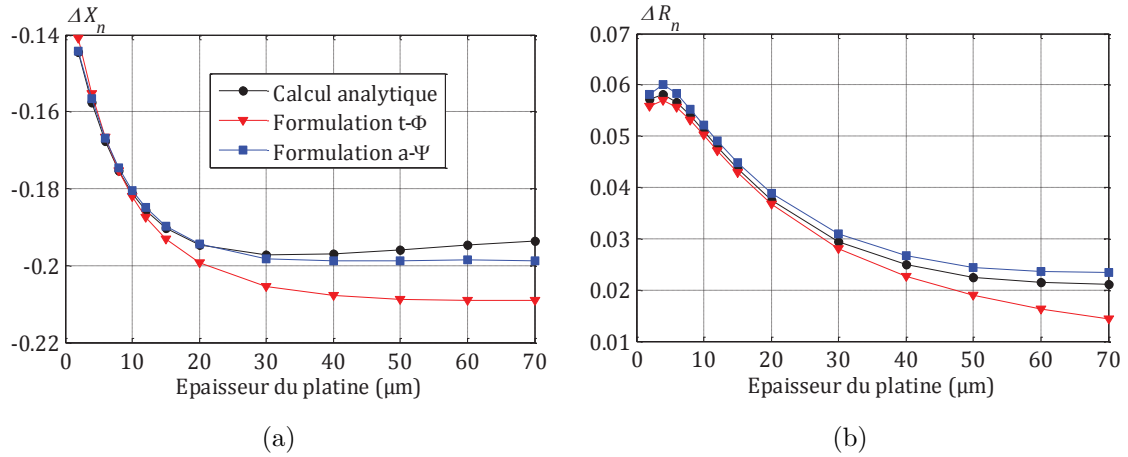 ΔXn
-0.14
-0.16
-0.18
-0.2
-0.22
0 10 20 30 40 50 60 70
Epaisseur du platine (µm)
Calcul analytique
Formulation t-Φ
Formulation a-Ψ
(a)
ΔRn
0.07
0.06
0.05
0.04
0.03
0.02
0.01
0 10 20 30 40 50 60 70
Epaisseur du platine (µm)
(b)